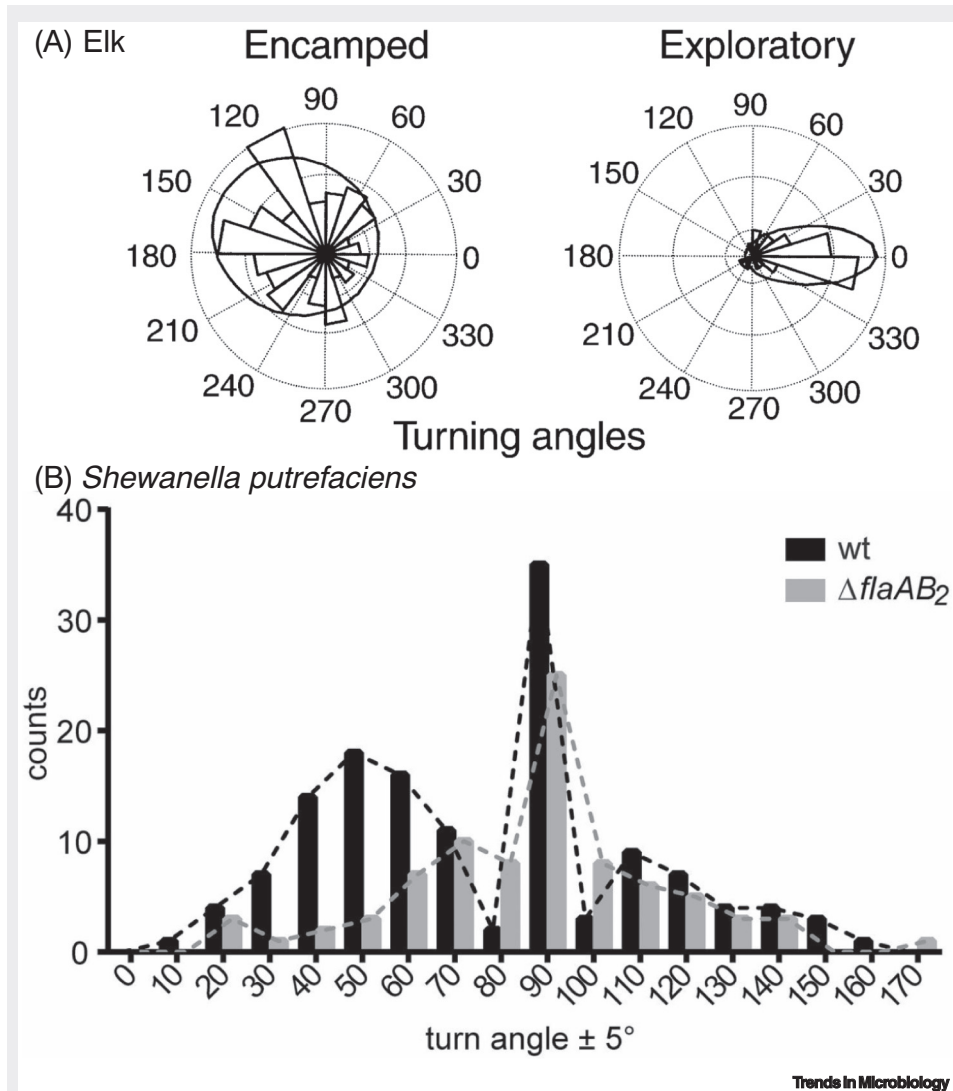 (A) Elk
Encamped
Exploratory
90
120
60
150
30
180
0
210
330
240
300
270
90
120
60
150
30
180
0
210
330
240
300
270
Turning angles
(B) Shewanella putrefaciens
40
30
20
10
0
counts
wt
ΔflaAB2
0 10 20 30 40 50 60 70 80 90 100 110 120 130 140 150 160 170
turn angle ± 5°
Trends in Microbiology